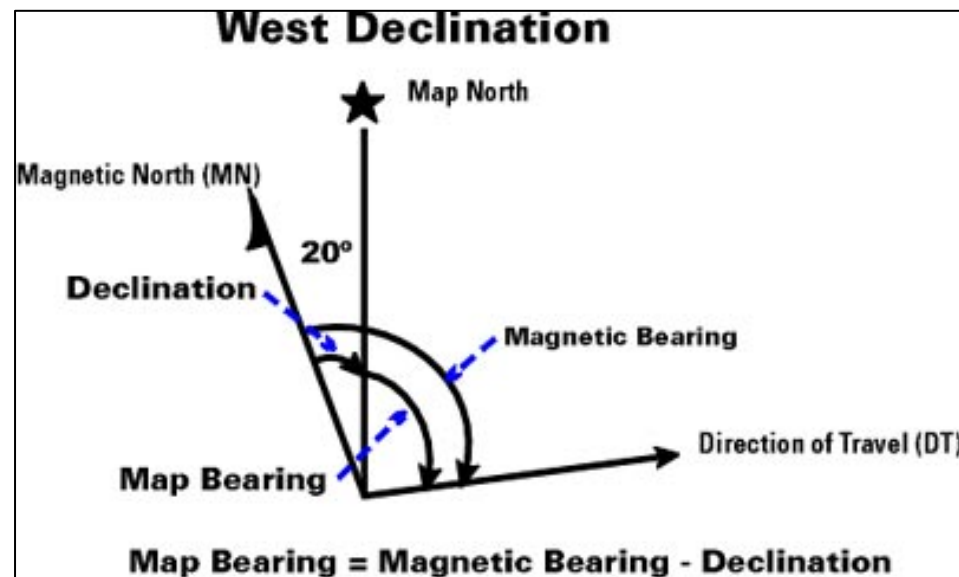 West Declination
Map North
Magnetic North (MN)
20º
Declination
Magnetic Bearing
Direction of Travel (DT)
Map Bearing
Map Bearing = Magnetic Bearing - Declination